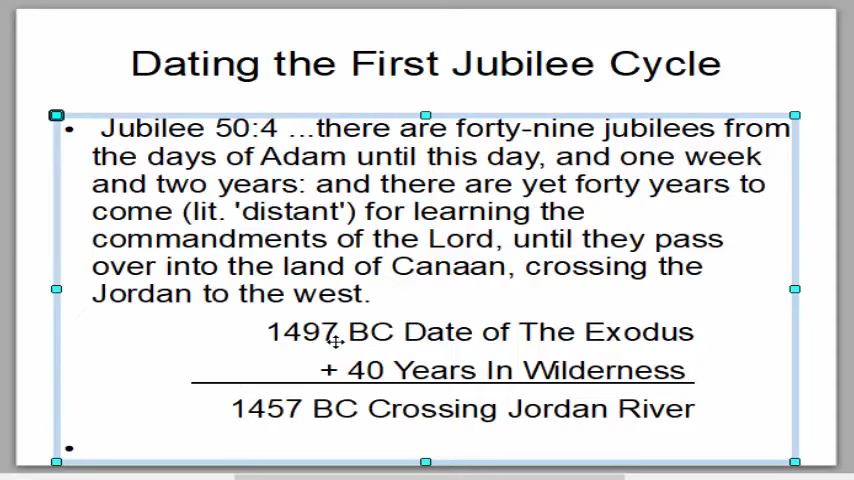 Dating the First Jubilee Cycle
• Jubilee 50:4 ...there are forty-nine jubilees from
the days of Adam until this day, and one week
and two years: and there are yet forty years to
come (lit. 'distant') for learning the
commandments of the Lord, until they pass
over into the land of Canaan, crossing the
Jordan to the west.
1497 BC Date of The Exodus
+ 40 Years In Wilderness
1457 BC Crossing Jordan River
•